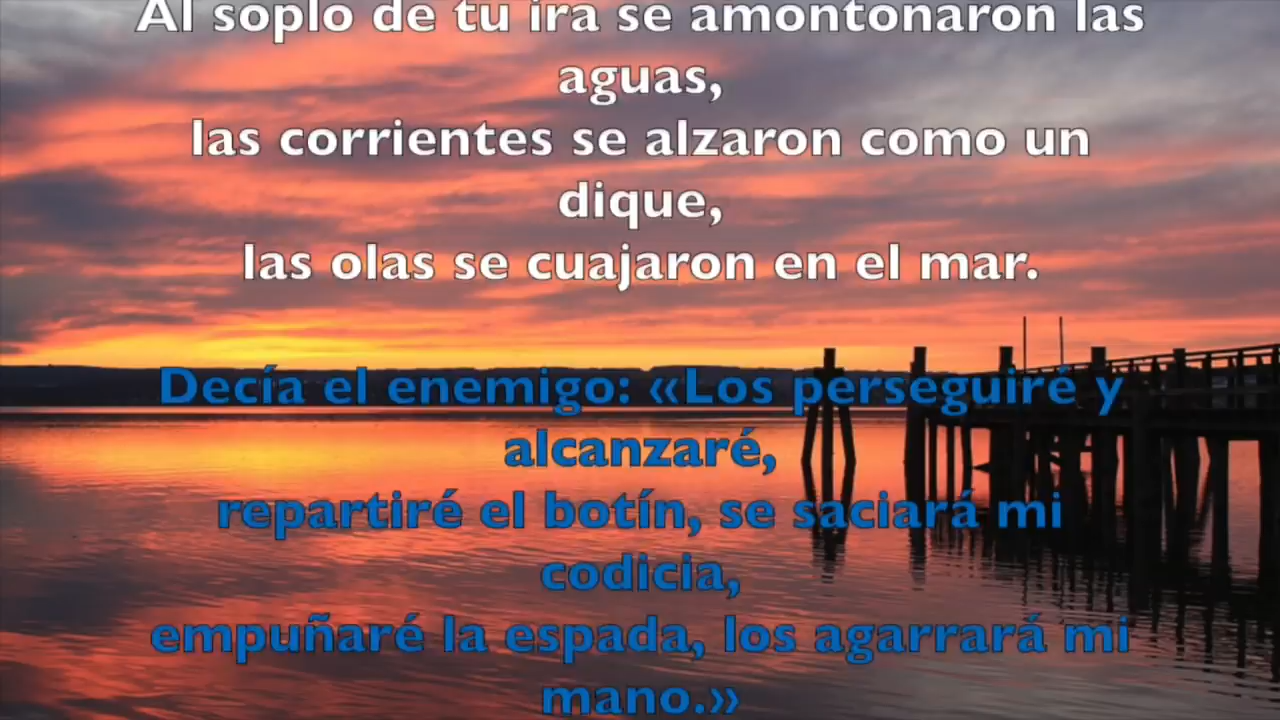 Al soplo de tu ira se amontonaron las
aguas,
las corrientes se alzaron como un
dique,
las olas se cuajaron en el mar.
Decía el enemigo: «Los perseguiré y
alcanzaré,
repartiré el botín, se saciará mi
codicia,
empuñaré la espada, los agarrará mi
mano.»